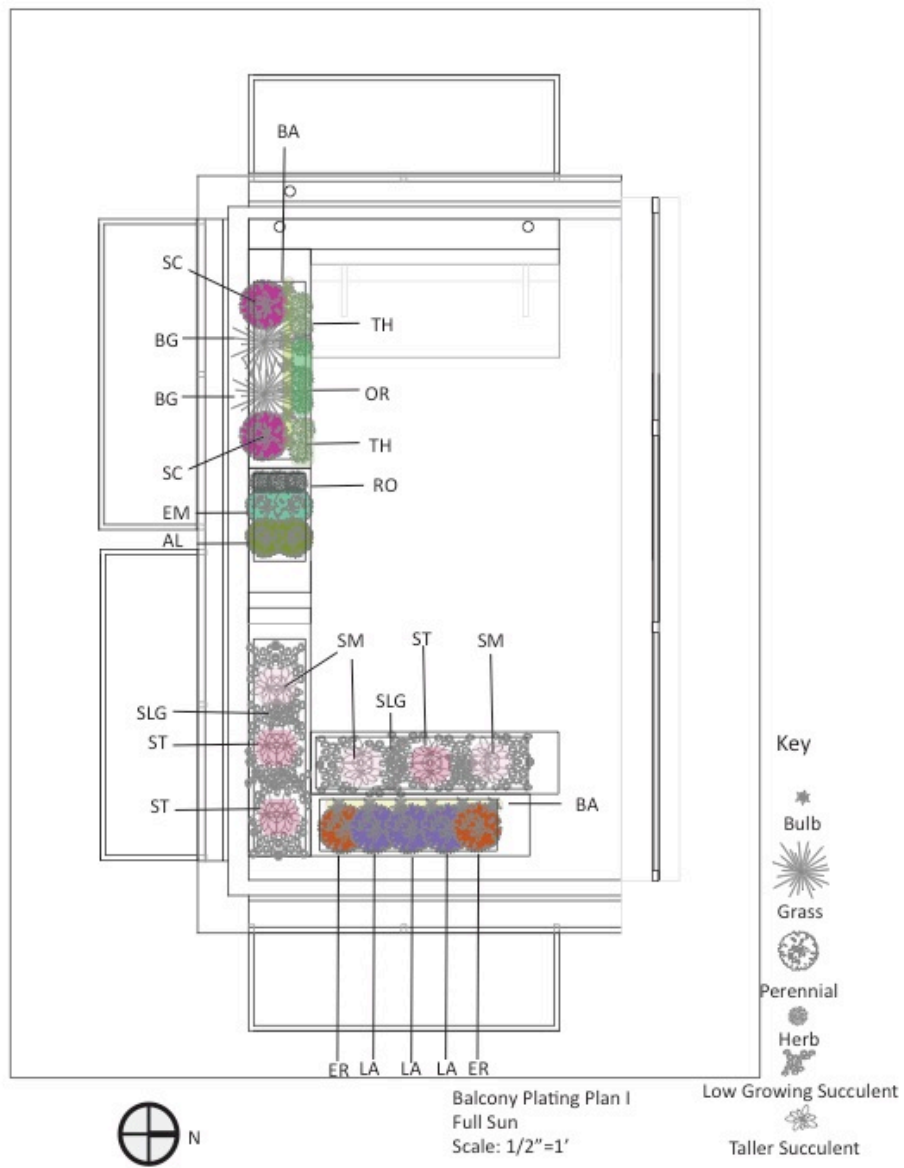 BA
SC
TH
BG
BG
OR
TH
SC
RO
EM
AL
SM
ST
SM
SLG
SLG
ST
ST
BA
ER LA LA LA ER
Key
Bulb
Grass
Perennial
Herb
Low Growing Succulent
Taller Succulent
N
Balcony Plating Plan I
Full Sun
Scale: 1/2”=1’